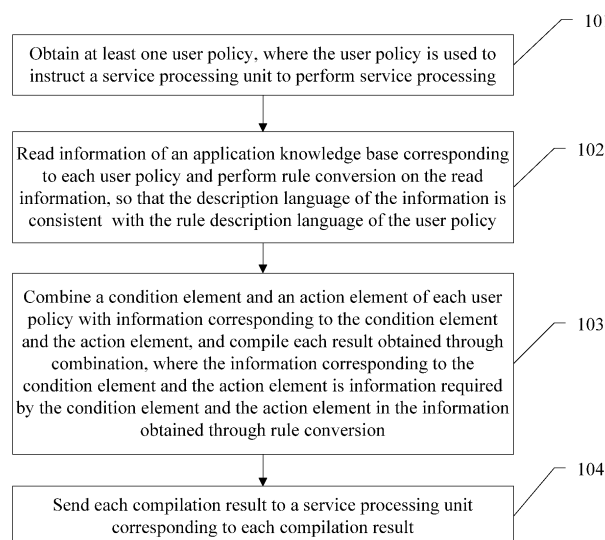 10
Obtain at least one user policy, where the user policy is used to
instruct a service processing unit to perform service processing
102
Read information of an application knowledge base corresponding
to each user policy and perform rule conversion on the read
information, so that the description language of the information is
consistent with the rule description language of the user policy
103
Combine a condition element and an action element of each user
policy with information corresponding to the condition element
and the action element, and compile each result obtained through
combination, where the information corresponding to the
condition element and the action element is information required
by the condition element and the action element in the information
obtained through rule conversion
104
Send each compilation result to a service processing unit
corresponding to each compilation result